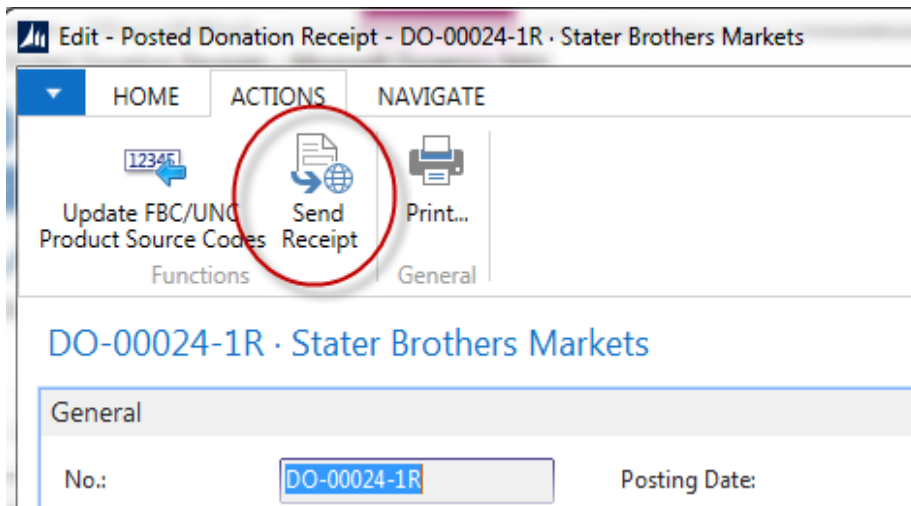 Edit - Posted Donation Receipt - DO-00024-1R · Stater Brothers Markets
HOME ACTIONS NAVIGATE
12345
Update FBC/UNC Send Print...
Product Source Codes Receipt
Functions General
DO-00024-1R · Stater Brothers Markets
General
No.: DO-00024-1R Posting Date: